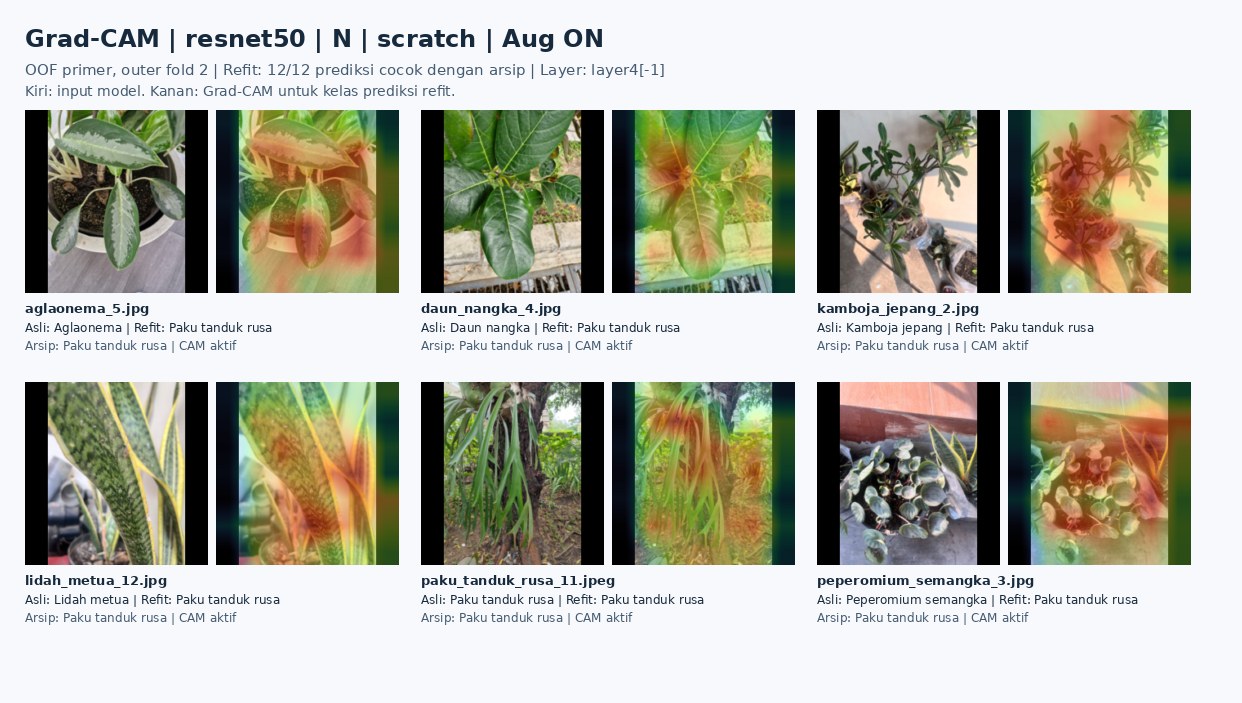 Grad-CAM | resnet50 | N | scratch | Aug ON
OOF primer, outer fold 2 | Refit: 12/12 prediksi cocok dengan arsip | Layer: layer4[-1]
Kiri: input model. Kanan: Grad-CAM untuk kelas prediksi refit.
aglaonema_5.jpg
Asli: Aglaonema | Refit: Paku tanduk rusa
Arsip: Paku tanduk rusa | CAM aktif
daun_nangka_4.jpg
Asli: Daun nangka | Refit: Paku tanduk rusa
Arsip: Paku tanduk rusa | CAM aktif
kamboja_jepang_2.jpg
Asli: Kamboja jepang | Refit: Paku tanduk rusa
Arsip: Paku tanduk rusa | CAM aktif
lidah_metua_12.jpg
Asli: Lidah metua | Refit: Paku tanduk rusa
Arsip: Paku tanduk rusa | CAM aktif
paku_tanduk_rusa_11.jpeg
Asli: Paku tanduk rusa | Refit: Paku tanduk rusa
Arsip: Paku tanduk rusa | CAM aktif
peperomium_semangka_3.jpg
Asli: Peperomium semangka | Refit: Paku tanduk rusa
Arsip: Paku tanduk rusa | CAM aktif